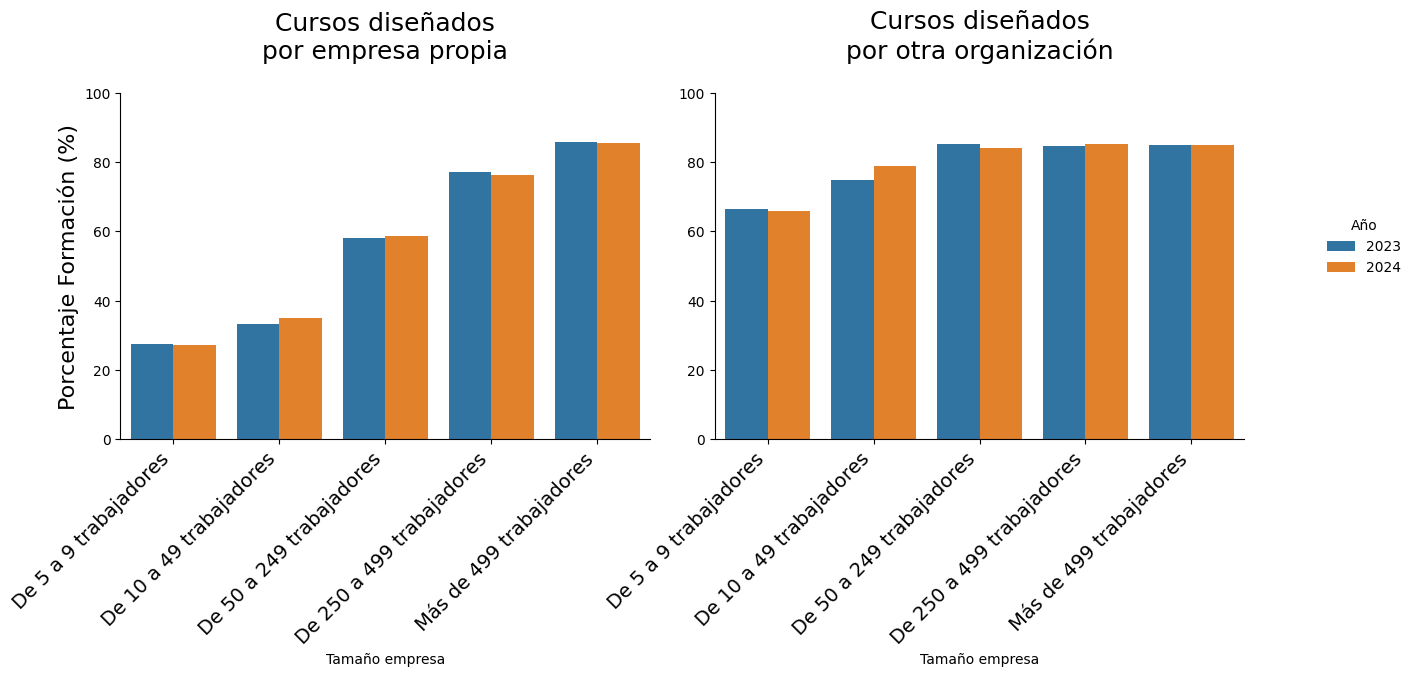 Cursos diseñados
por empresa propia
Porcentaje Formación (%)
100
80
60
40
20
0
De 5 a 9 trabajadores
De 10 a 49 trabajadores
De 50 a 249 trabajadores
De 250 a 499 trabajadores
Más de 499 trabajadores
Tamaño empresa
Cursos diseñados
por otra organización
100
80
60
40
20
0
De 5 a 9 trabajadores
De 10 a 49 trabajadores
De 50 a 249 trabajadores
De 250 a 499 trabajadores
Más de 499 trabajadores
Tamaño empresa
Año
2023
2024